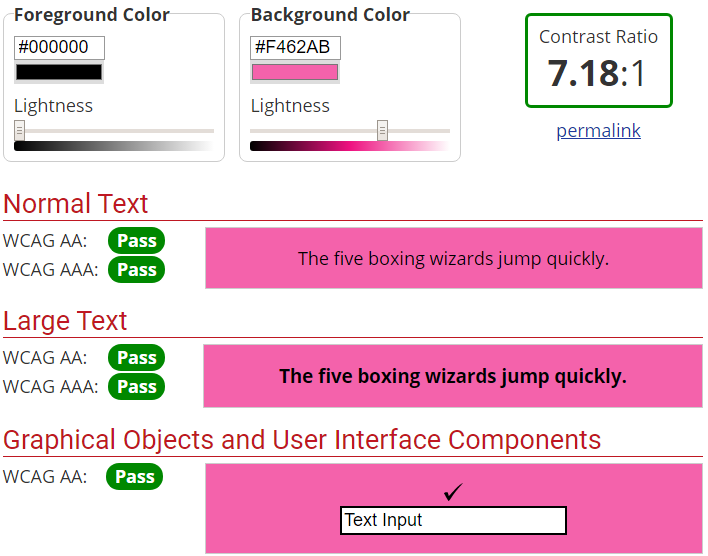 Foreground Color
#000000
Lightness
Background Color
#F462AB
Lightness
Contrast Ratio
7.18:1
permalink
Normal Text
WCAG AA: Pass
WCAG AAA: Pass
The five boxing wizards jump quickly.
Large Text
WCAG AA: Pass
WCAG AAA: Pass
The five boxing wizards jump quickly.
Graphical Objects and User Interface Components
WCAG AA: Pass
✓
Text Input